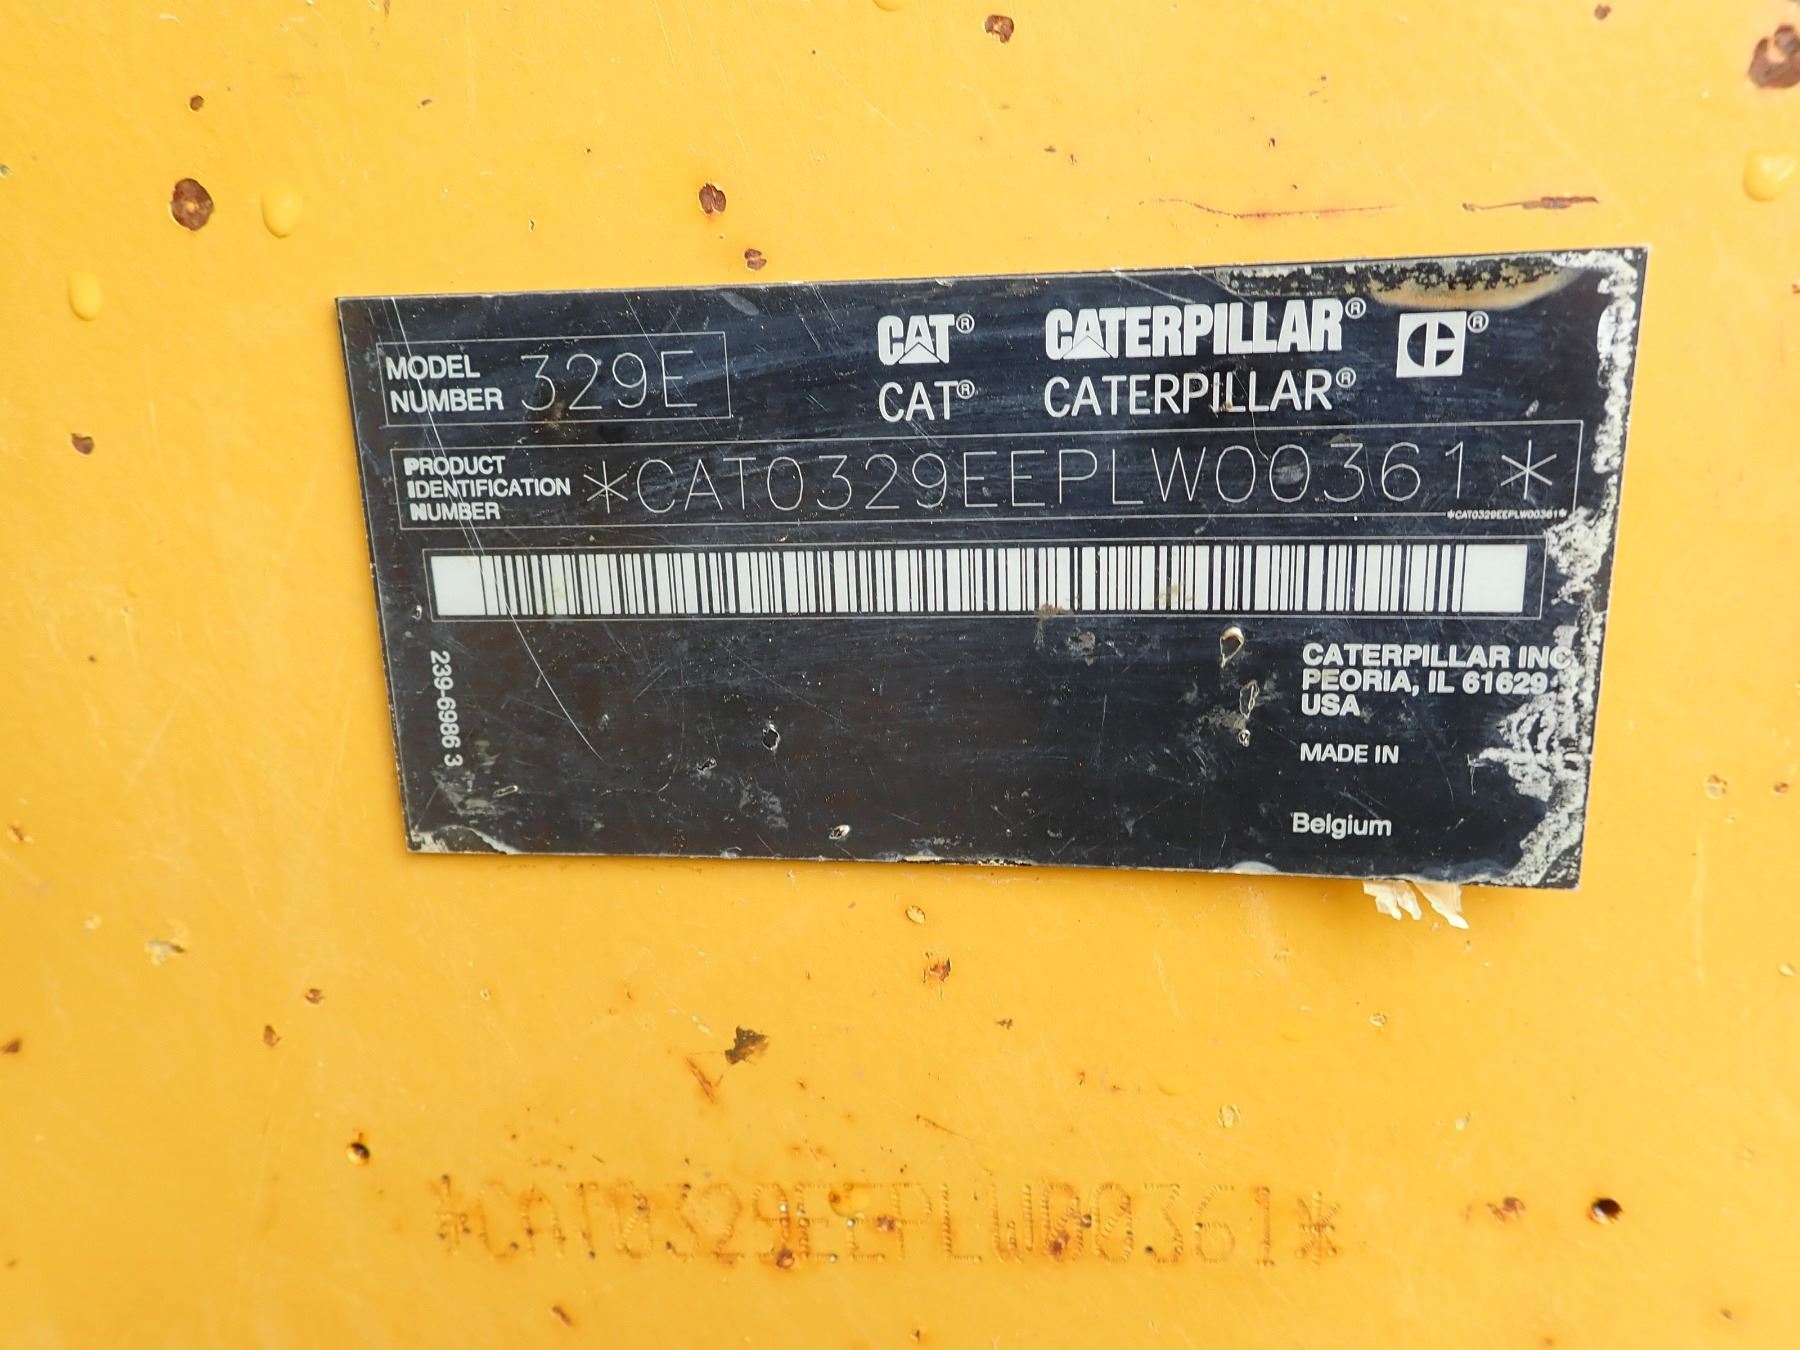 MODEL
NUMBER 329E
CAT® CATERPILLAR® ®
CAT® CATERPILLAR®
PRODUCT
IDENTIFICATION
NUMBER
*CAT0329EEPLW00361*
*CAT0329EEPLW00361*
239-6986 3
CATERPILLAR INC.
PEORIA, IL 61629
USA
MADE IN
Belgium
*CAT0329EEPLW00361*